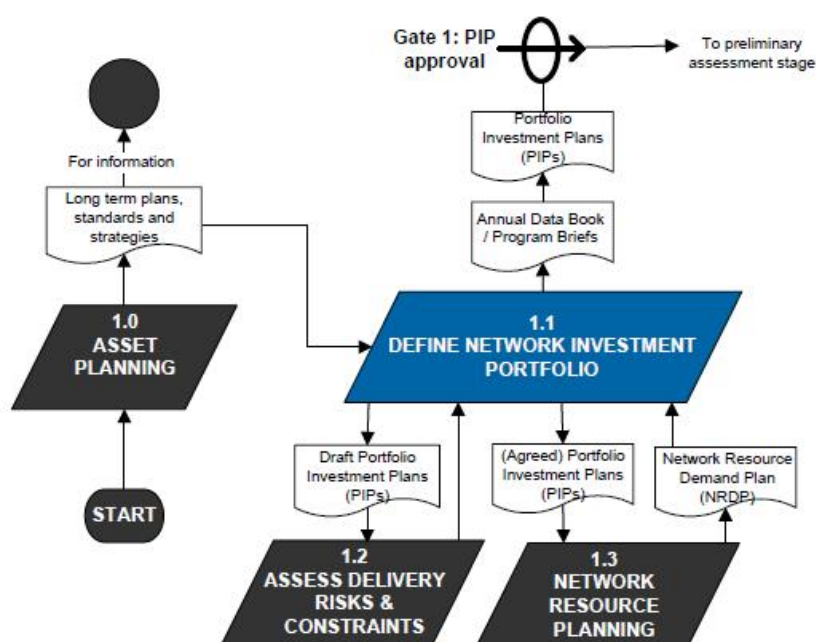 Gate 1: PIP
approval
To preliminary
assessment stage
Portfolio
Investment Plans
(PIPs)
For information
Long term plans,
standards and
strategies
Annual Data Book
/ Program Briefs
1.0
ASSET
PLANNING
1.1
DEFINE NETWORK INVESTMENT
PORTFOLIO
Draft Portfolio
Investment Plans
(PIPs)
(Agreed) Portfolio
Investment Plans
(PIPs)
Network Resource
Demand Plan
(NRDP)
START
1.2
ASSESS DELIVERY
RISKS &
CONSTRAINTS
1.3
NETWORK
RESOURCE
PLANNING